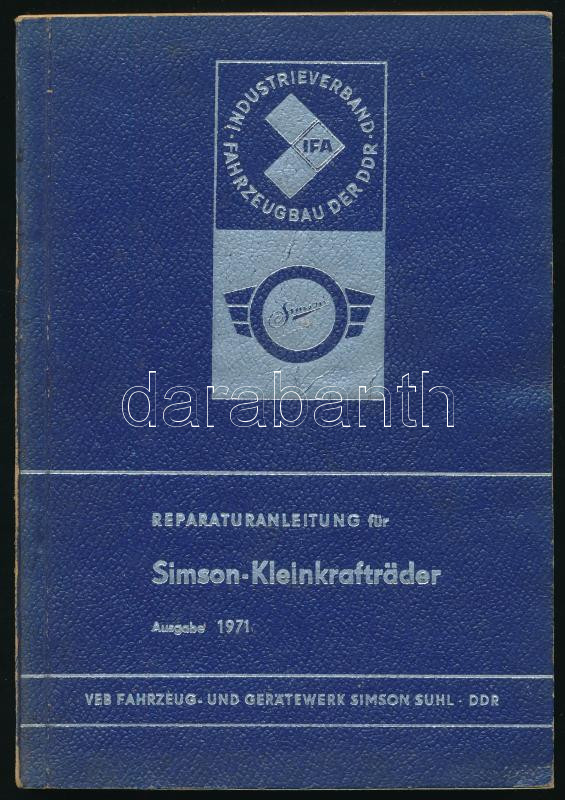 · INDUSTRIEVERBAND ·
FAHRZEUGBAU DER DDR
IFA
Simson
darabanth
REPARATURANLEITUNG für
Simson-Kleinkrafträder
Ausgabe 1971
VEB FAHRZEUG- UND GERÄTEWERK SIMSON SUHL · DDR